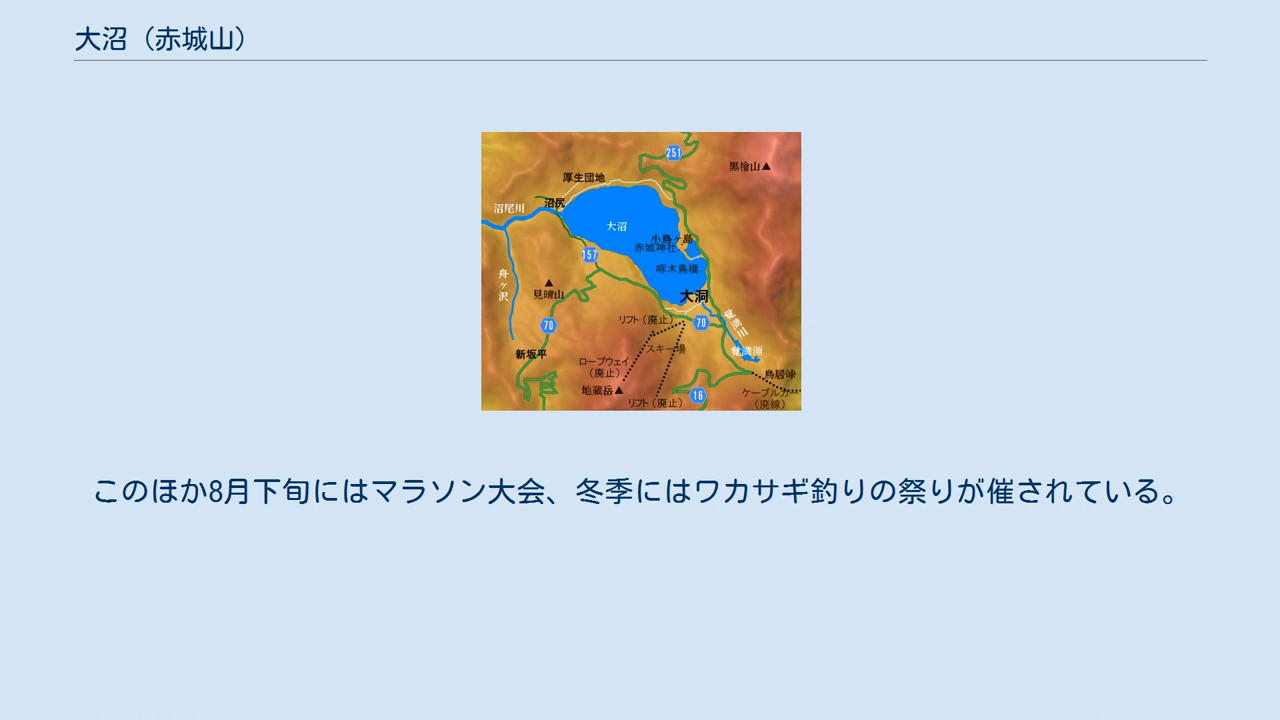 大沼（赤城山）
251
黒檜山▲
厚生団地
沼尻
沼尾川
大沼
小鳥ヶ島
赤城神社
157
啄木鳥橋
舟ヶ沢
▲
見晴山
大洞
70
リフト（廃止）
70
覚満川
スキー場
覚満淵
新坂平
ロープウェイ
（廃止）
鳥居峠
地蔵岳▲
リフト（廃止）
16
ケーブルカー
（廃線）
このほか8月下旬にはマラソン大会、冬季にはワカサギ釣りの祭りが催されている。